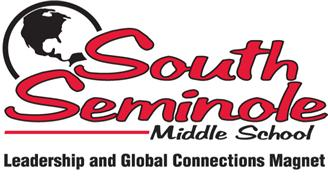 South
Seminole
Middle School
Leadership and Global Connections Magnet